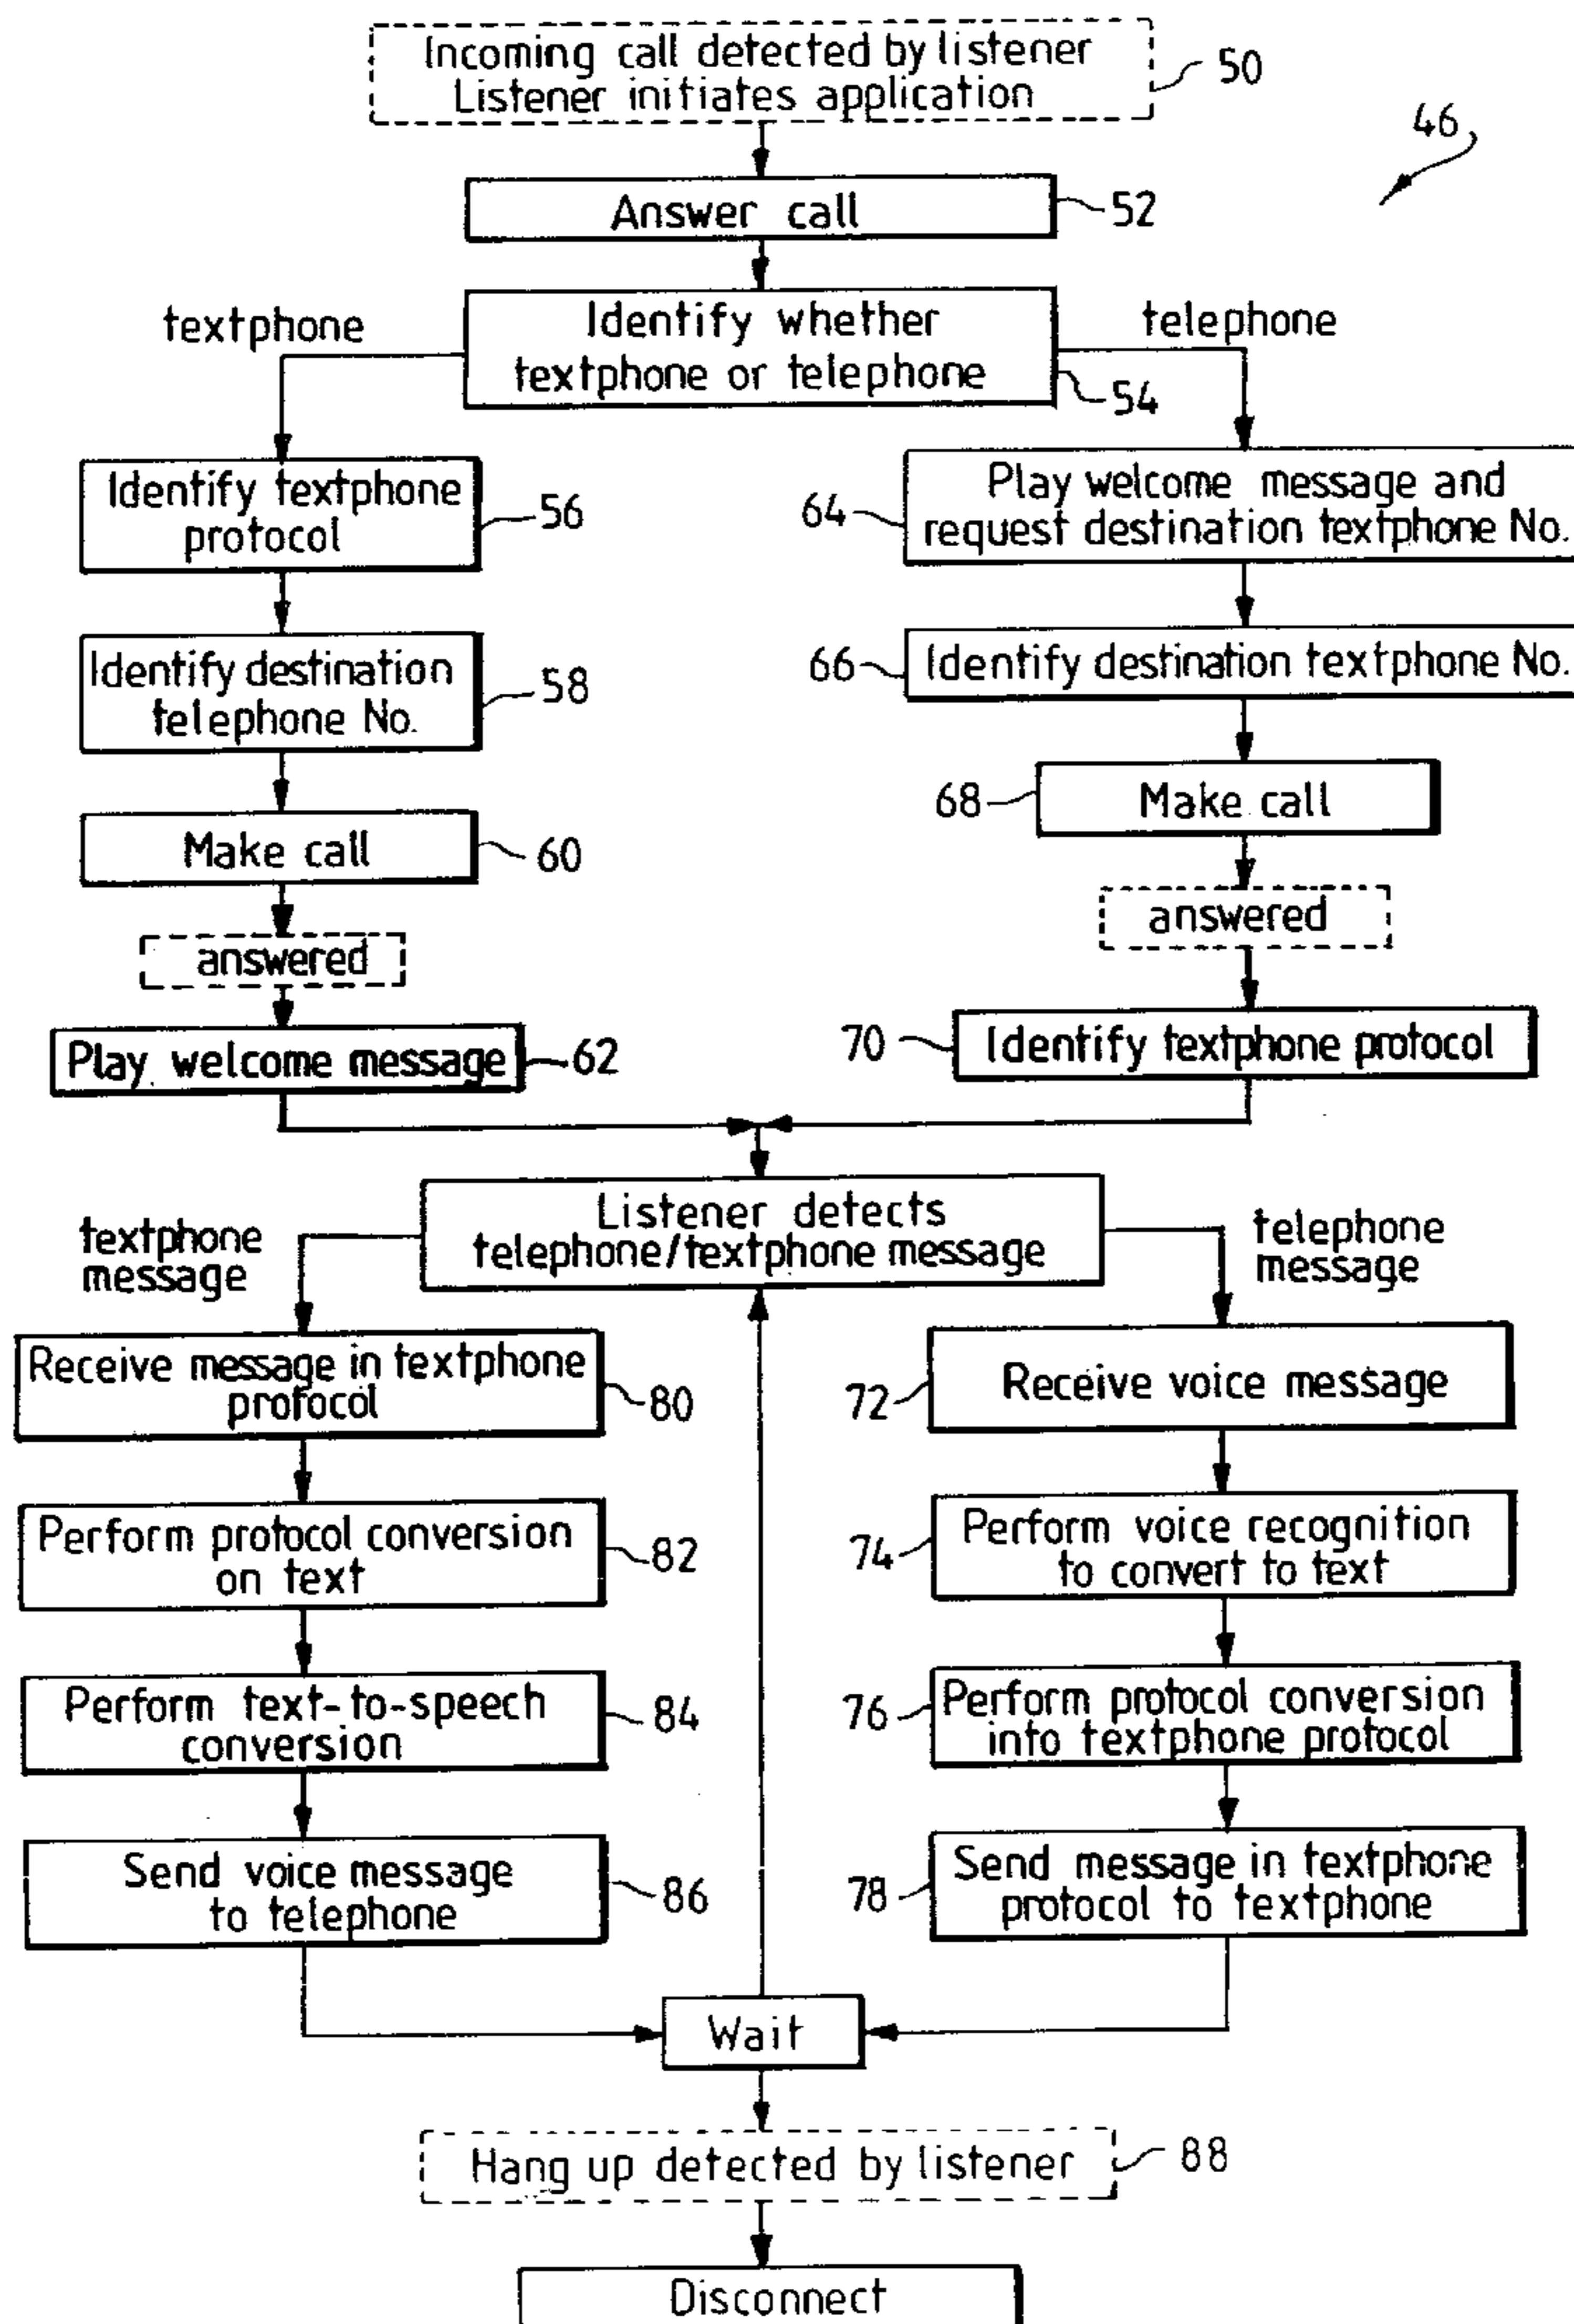 Incoming call detected by listener
Listener initiates application
50
46
Answer call
52
textphone
Identify whether
textphone or telephone
telephone
54
Identify textphone
protocol
56
64
Play welcome message and
request destination textphone No.
Identify destination
telephone No.
58
66
Identify destination textphone No.
Make call
60
68
Make call
answered
answered
Play welcome message
62
70
Identify textphone protocol
textphone
message
Listener detects
telephone/textphone message
telephone
message
Receive message in textphone
protocol
80
72
Receive voice message
Perform protocol conversion
on text
82
74
Perform voice recognition
to convert to text
Perform text-to-speech
conversion
84
76
Perform protocol conversion
into textphone protocol
Send voice message
to telephone
86
78
Send message in textphone
protocol to textphone
Wait
Hang up detected by listener
88
Disconnect